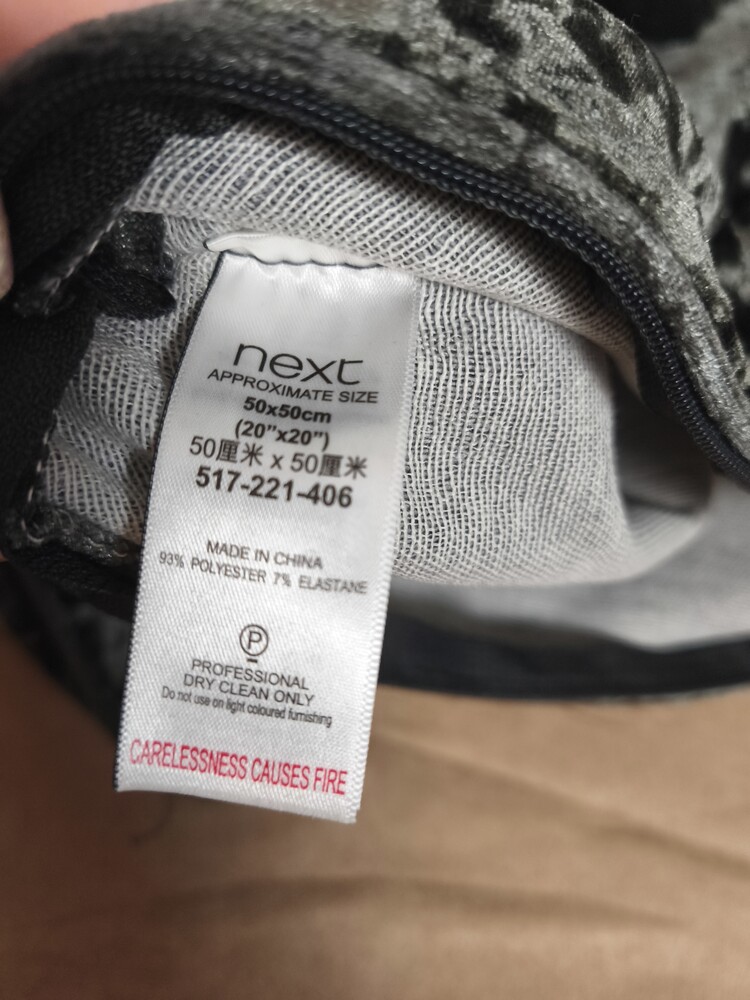 next
APPROXIMATE SIZE
50x50cm
(20”x20”)
50厘米 x 50厘米
517-221-406
MADE IN CHINA
93% POLYESTER 7% ELASTANE
P
PROFESSIONAL
DRY CLEAN ONLY
Do not use on light coloured furnishing
CARELESSNESS CAUSES FIRE